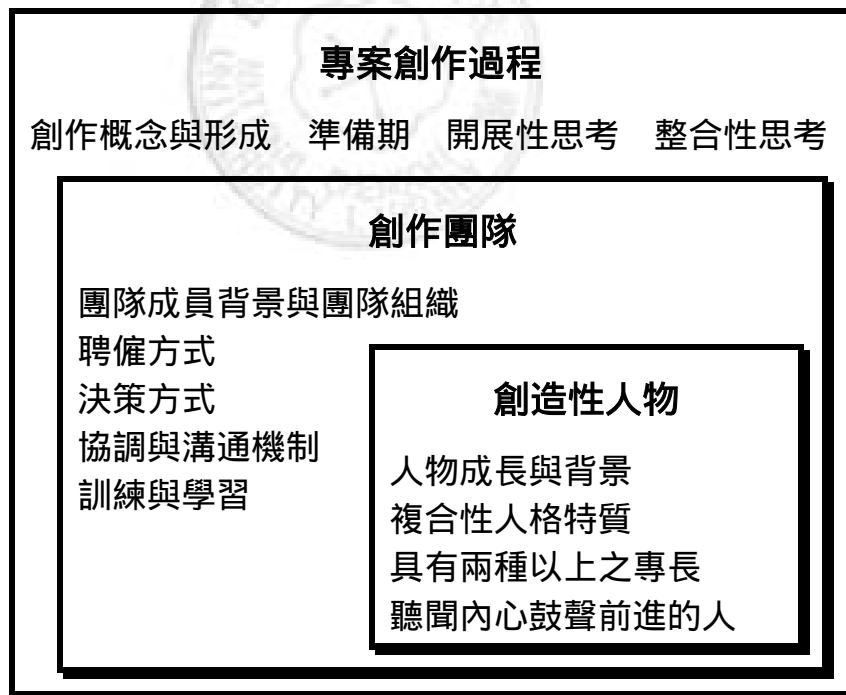 專案創作過程
創作概念與形成　準備期　開展性思考　整合性思考
創作團隊
團隊成員背景與團隊組織
聘僱方式
決策方式
協調與溝通機制
訓練與學習
創造性人物
人物成長與背景
複合性人格特質
具有兩種以上之專長
聽聞內心鼓聲前進的人